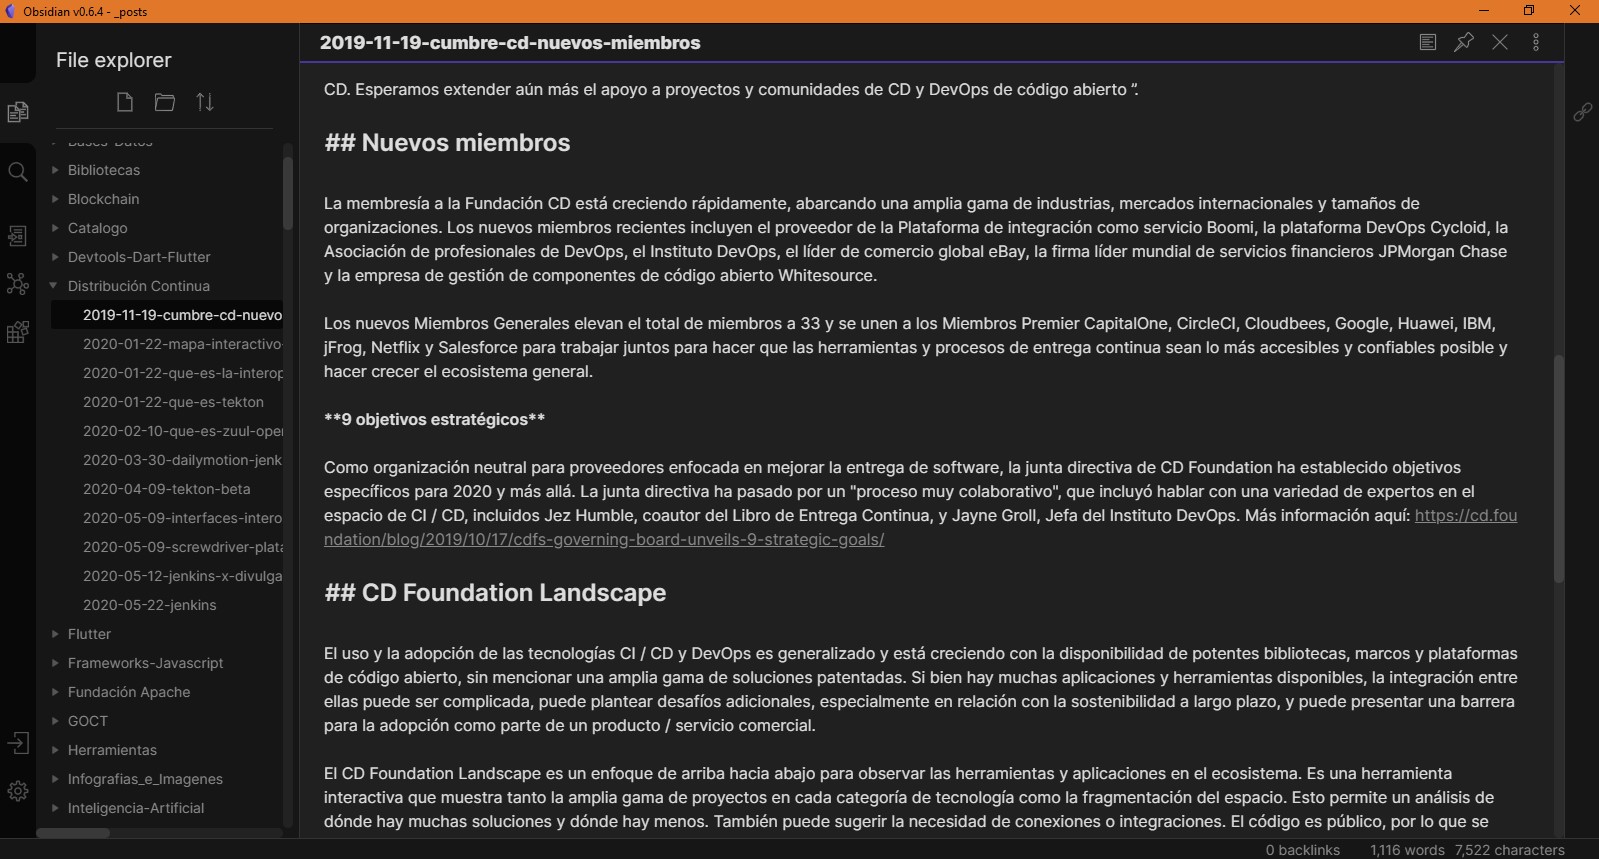 Obsidian v0.6.4 - _posts
File explorer
Bases-Datos
Bibliotecas
Blockchain
Catalogo
Devtools-Dart-Flutter
Distribución Continua
2019-11-19-cumbre-cd-nuevo
2020-01-22-mapa-interactivo-
2020-01-22-que-es-la-interop
2020-01-22-que-es-tekton
2020-02-10-que-es-zuul-oper
2020-03-30-dailymotion-jenk
2020-04-09-tekton-beta
2020-05-09-interfaces-intero
2020-05-09-screwdriver-plata
2020-05-12-jenkins-x-divulga
2020-05-22-jenkins
Flutter
Frameworks-Javascript
Fundación Apache
GOCT
Herramientas
Infografias_e_Imagenes
Inteligencia-Artificial
2019-11-19-cumbre-cd-nuevos-miembros
CD. Esperamos extender aún más el apoyo a proyectos y comunidades de CD y DevOps de código abierto ”.
## Nuevos miembros
La membresía a la Fundación CD está creciendo rápidamente, abarcando una amplia gama de industrias, mercados internacionales y tamaños de
organizaciones. Los nuevos miembros recientes incluyen el proveedor de la Plataforma de integración como servicio Boomi, la plataforma DevOps Cycloid, la
Asociación de profesionales de DevOps, el Instituto DevOps, el líder de comercio global eBay, la firma líder mundial de servicios financieros JPMorgan Chase
y la empresa de gestión de componentes de código abierto Whitesource.
Los nuevos Miembros Generales elevan el total de miembros a 33 y se unen a los Miembros Premier CapitalOne, CircleCI, Cloudbees, Google, Huawei, IBM,
jFrog, Netflix y Salesforce para trabajar juntos para hacer que las herramientas y procesos de entrega continua sean lo más accesibles y confiables posible y
hacer crecer el ecosistema general.
**9 objetivos estratégicos**
Como organización neutral para proveedores enfocada en mejorar la entrega de software, la junta directiva de CD Foundation ha establecido objetivos
específicos para 2020 y más allá. La junta directiva ha pasado por un "proceso muy colaborativo", que incluyó hablar con una variedad de expertos en el
espacio de CI / CD, incluidos Jez Humble, coautor del Libro de Entrega Continua, y Jayne Groll, Jefa del Instituto DevOps. Más información aquí: https://cd.fou
ndation/blog/2019/10/17/cdfs-governing-board-unveils-9-strategic-goals/
## CD Foundation Landscape
El uso y la adopción de las tecnologías CI / CD y DevOps es generalizado y está creciendo con la disponibilidad de potentes bibliotecas, marcos y plataformas
de código abierto, sin mencionar una amplia gama de soluciones patentadas. Si bien hay muchas aplicaciones y herramientas disponibles, la integración entre
ellas puede ser complicada, puede plantear desafíos adicionales, especialmente en relación con la sostenibilidad a largo plazo, y puede presentar una barrera
para la adopción como parte de un producto / servicio comercial.
El CD Foundation Landscape es un enfoque de arriba hacia abajo para observar las herramientas y aplicaciones en el ecosistema. Es una herramienta
interactiva que muestra tanto la amplia gama de proyectos en cada categoría de tecnología como la fragmentación del espacio. Esto permite un análisis de
dónde hay muchas soluciones y dónde hay menos. También puede sugerir la necesidad de conexiones o integraciones. El código es público, por lo que se
0 backlinks
1,116 words
7,522 characters